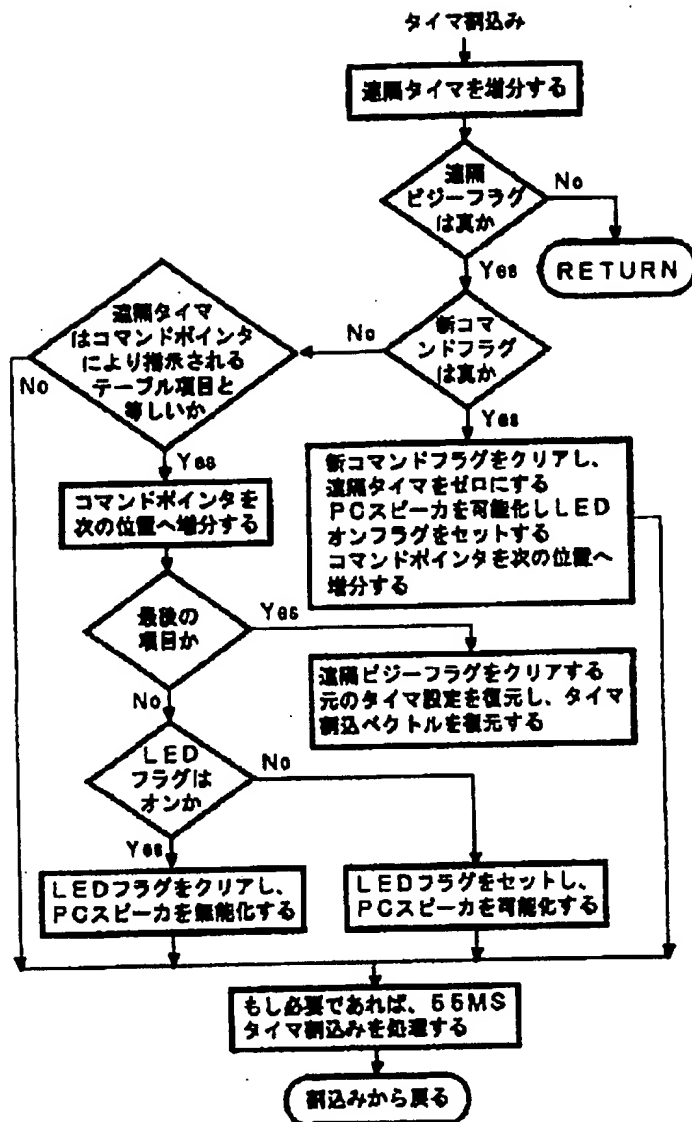 タイマ割込み
遠隔タイマを増分する
遠隔
ビジーフラグ
は真か
No
RETURN
Yes
新コマ
ンドフラグ
は真か
No
遠隔タイマ
はコマンドポインタ
により指示される
テーブル項目と
等しいか
No
Yes
Yes
新コマンドフラグをクリアし、
遠隔タイマをゼロにする
PCスピーカを可能化しLED
オンフラグをセットする
コマンドポインタを次の位置へ
増分する
コマンドポインタを
次の位置へ増分する
最後の
項目か
Yes
遠隔ビジーフラグをクリアする
元のタイマ設定を復元し、タイマ
割込ベクトルを復元する
No
LED
フラグは
オンか
No
Yes
LEDフラグをクリアし、
PCスピーカを無能化する
LEDフラグをセットし、
PCスピーカを可能化する
もし必要であれば、55MS
タイマ割込みを処理する
割込みから戻る